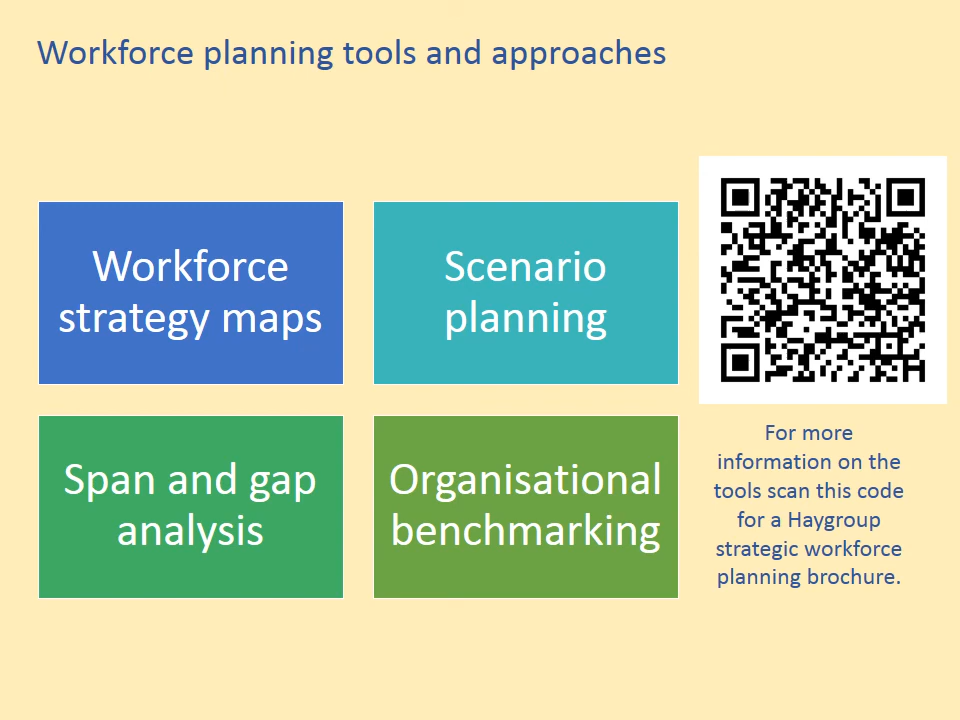 Workforce planning tools and approaches
Workforce
strategy maps
Scenario
planning
Span and gap
analysis
Organisational
benchmarking
For more
information on the
tools scan this code
for a Haygroup
strategic workforce
planning brochure.